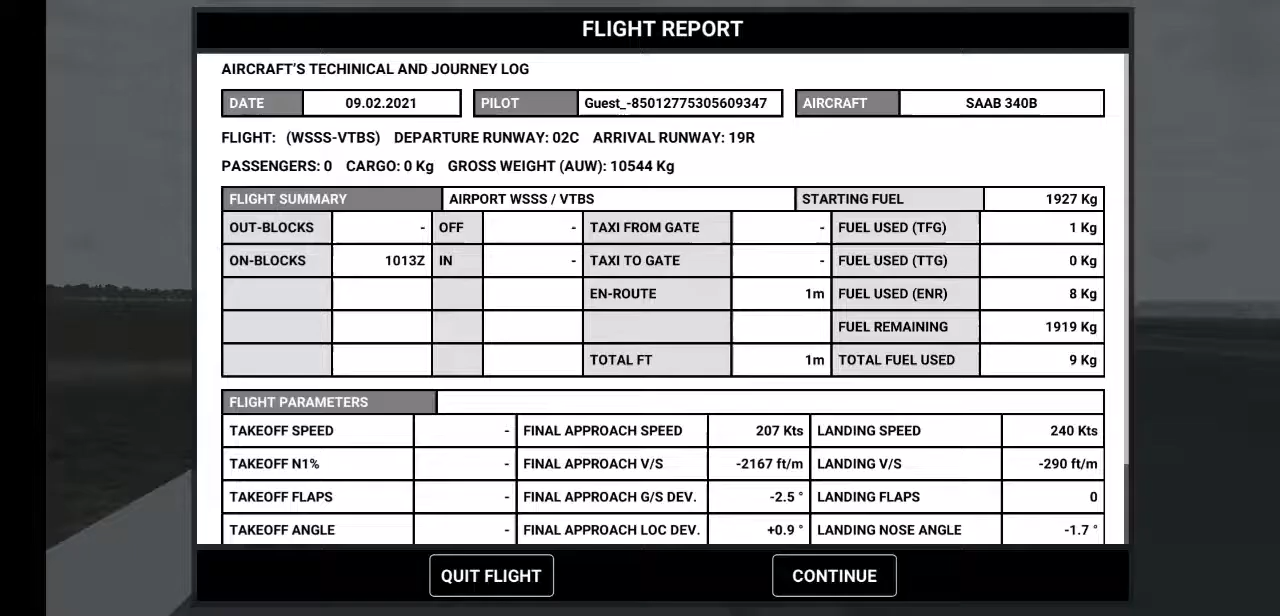 FLIGHT REPORT
AIRCRAFT'S TECHINICAL AND JOURNEY LOG
DATE 09.02.2021 PILOT Guest_-85012775305609347 AIRCRAFT SAAB 340B
FLIGHT: (WSSS-VTBS) DEPARTURE RUNWAY: 02C ARRIVAL RUNWAY: 19R
PASSENGERS: 0 CARGO: 0 Kg GROSS WEIGHT (AUW): 10544 Kg
FLIGHT SUMMARY AIRPORT WSSS / VTBS STARTING FUEL 1927 Kg
OUT-BLOCKS - OFF - TAXI FROM GATE - FUEL USED (TFG) 1 Kg
ON-BLOCKS 1013Z IN - TAXI TO GATE - FUEL USED (TTG) 0 Kg
EN-ROUTE 1m FUEL USED (ENR) 8 Kg
FUEL REMAINING 1919 Kg
TOTAL FT 1m TOTAL FUEL USED 9 Kg
FLIGHT PARAMETERS
TAKEOFF SPEED - FINAL APPROACH SPEED 207 Kts LANDING SPEED 240 Kts
TAKEOFF N1% - FINAL APPROACH V/S -2167 ft/m LANDING V/S -290 ft/m
TAKEOFF FLAPS - FINAL APPROACH G/S DEV. -2.5 ° LANDING FLAPS 0
TAKEOFF ANGLE - FINAL APPROACH LOC DEV. +0.9 ° LANDING NOSE ANGLE -1.7 °
QUIT FLIGHT CONTINUE